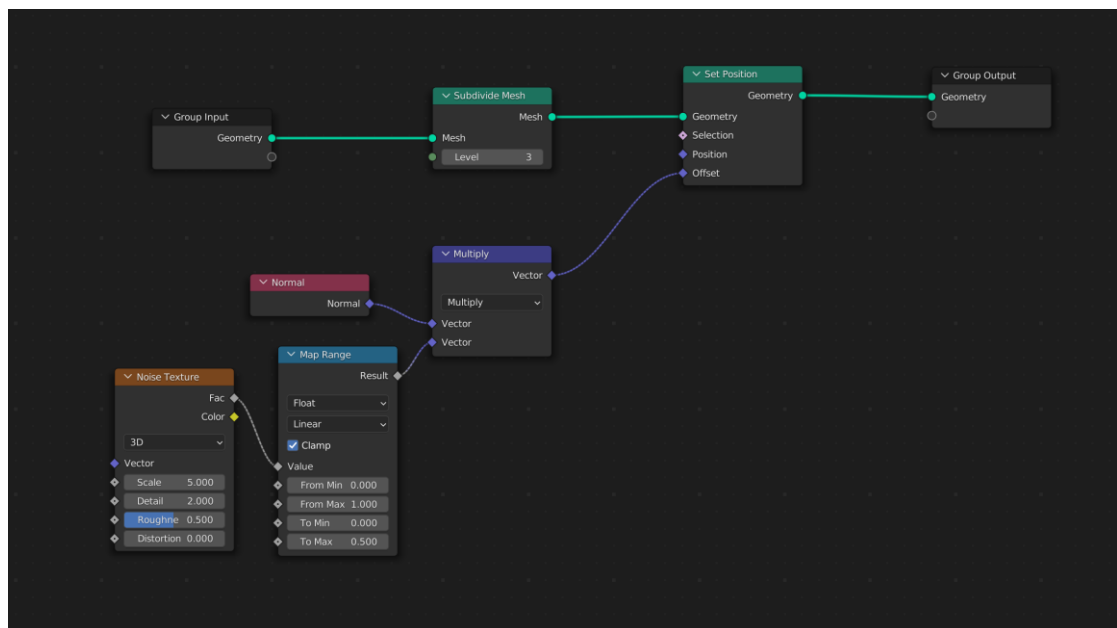 Group Input
Geometry
Subdivide Mesh
Mesh
Mesh
Level 3
Set Position
Geometry
Geometry
Selection
Position
Offset
Group Output
Geometry
Normal
Normal
Multiply
Vector
Multiply
Vector
Vector
Noise Texture
Fac
Color
3D
Vector
Scale 5.000
Detail 2.000
Roughne 0.500
Distortion 0.000
Map Range
Result
Float
Linear
Clamp
Value
From Min 0.000
From Max 1.000
To Min 0.000
To Max 0.500